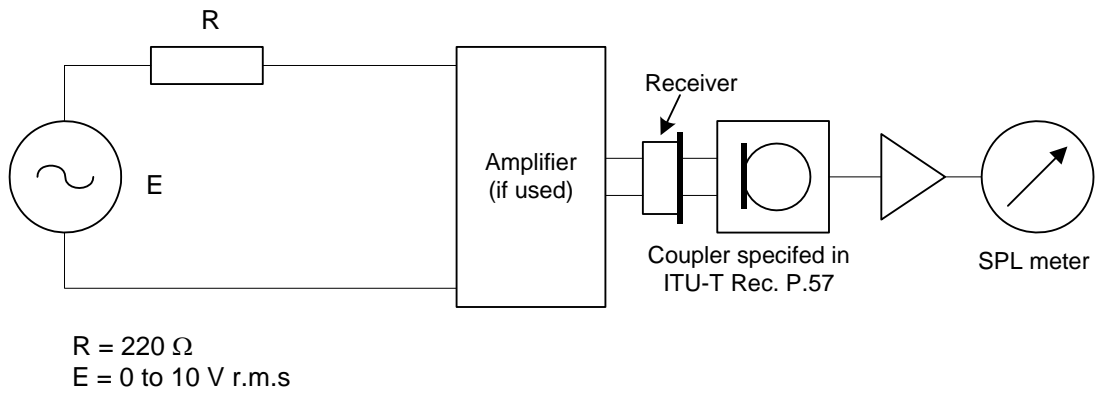 R
Receiver
Amplifier
(if used)
E
Coupler specifed in
ITU-T Rec. P.57
SPL meter
R = 220 Ω
E = 0 to 10 V r.m.s